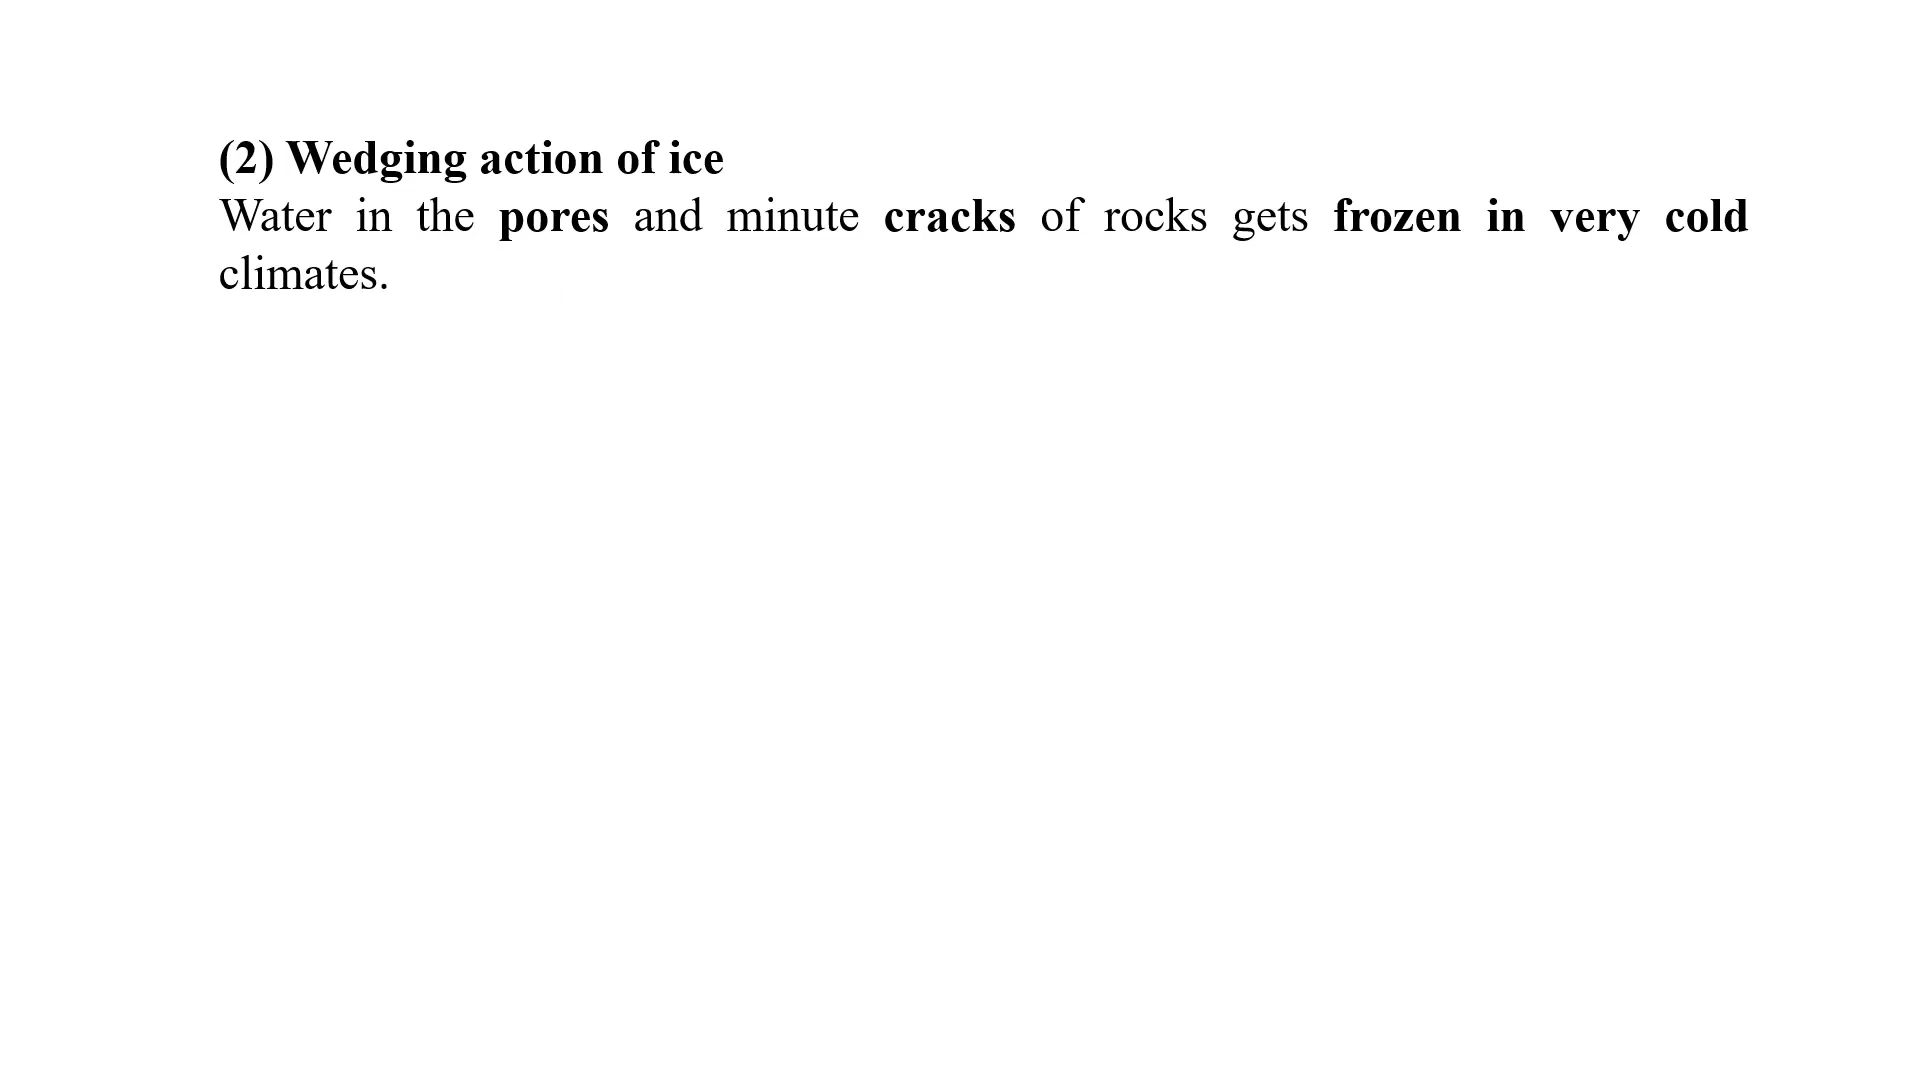 (2) Wedging action of ice
Water in the pores and minute cracks of rocks gets frozen in very cold
climates.